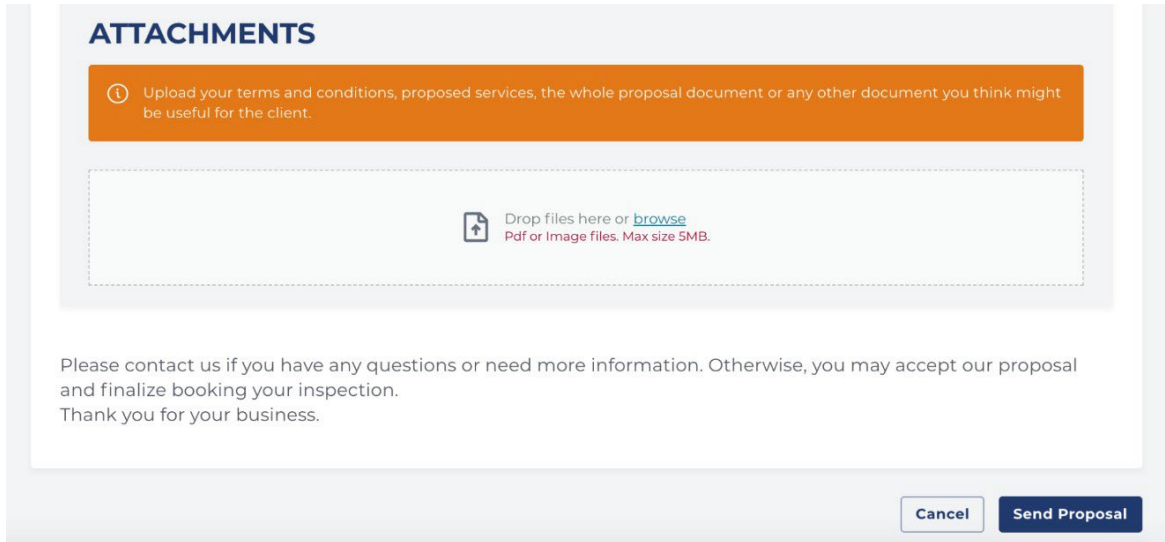 ATTACHMENTS
Upload your terms and conditions, proposed services, the whole proposal document or any other document you think might
be useful for the client.
Drop files here or browse
Pdf or Image files. Max size 5MB.
Please contact us if you have any questions or need more information. Otherwise, you may accept our proposal
and finalize booking your inspection.
Thank you for your business.
Cancel
Send Proposal